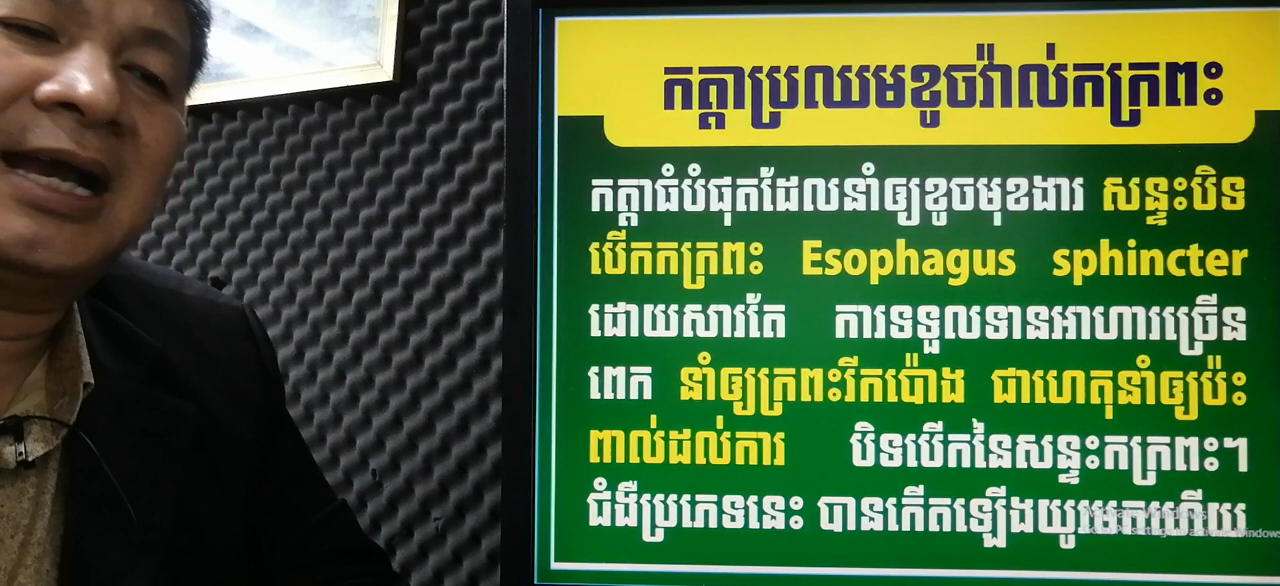 កត្តាប្រឈមខូចវ៉ាល់កក្រពះ
កត្តាធំបំផុតដែលនាំឲ្យខូចមុខងារ សន្ទះបិទ
បើកកក្រពះ Esophagus sphincter
ដោយសារតែ ការទទួលទានអាហារច្រើន
ពេក នាំឲ្យក្រពះរីកប៉ោង ជាហេតុនាំឲ្យប៉ះ
ពាល់ដល់ការ បិទបើកនៃសន្ទះកក្រពះ។
ជំងឺប្រភេទនេះ បានកើតឡើងយូរមកហើយ
Activate Windows